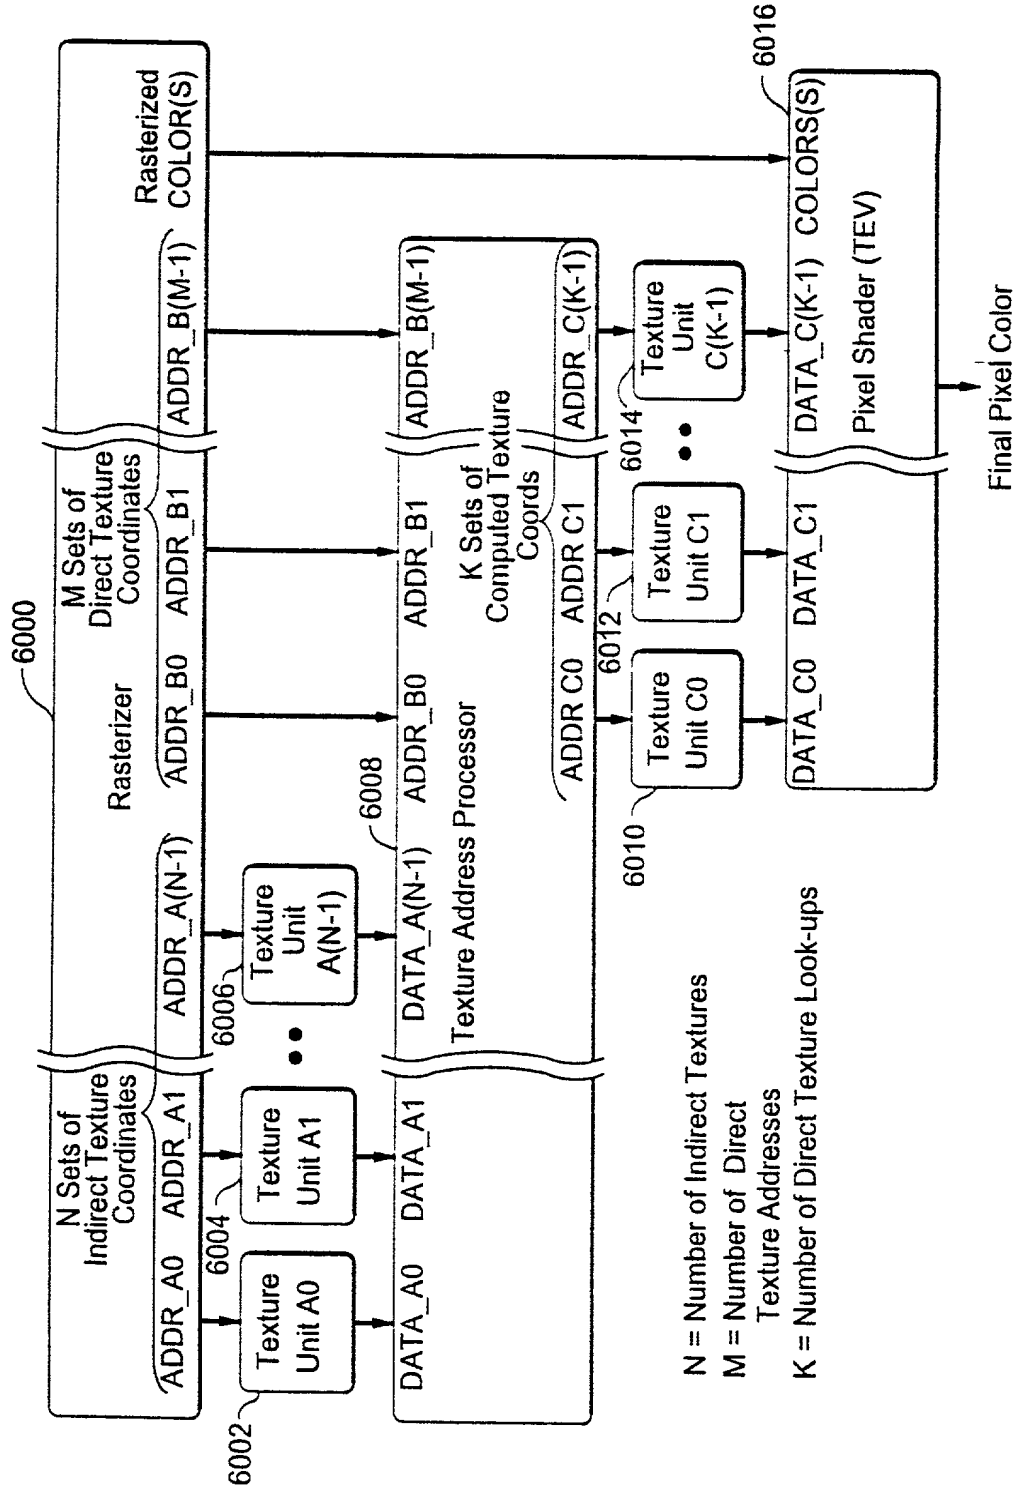 6000
N Sets of
Indirect Texture
Coordinates
Rasterizer
M Sets of
Direct Texture
Coordinates
Rasterized
COLOR(S)
ADDR_A0
ADDR_A1
ADDR_A(N-1)
ADDR_B0
ADDR_B1
ADDR_B(M-1)
6002
Texture
Unit A0
6004
Texture
Unit A1
6006
Texture
Unit
A(N-1)
6008
DATA_A0
DATA_A1
DATA_A(N-1)
ADDR_B0
ADDR_B1
ADDR_B(M-1)
Texture Address Processor
K Sets of
Computed Texture
Coords
ADDR C0
ADDR C1
ADDR_C(K-1)
6010
Texture
Unit C0
6012
Texture
Unit C1
6014
Texture
Unit
C(K-1)
6016
DATA_C0
DATA_C1
DATA_C(K-1)
COLORS(S)
Pixel Shader (TEV)
Final Pixel Color
N = Number of Indirect Textures
M = Number of Direct
Texture Addresses
K = Number of Direct Texture Look-ups